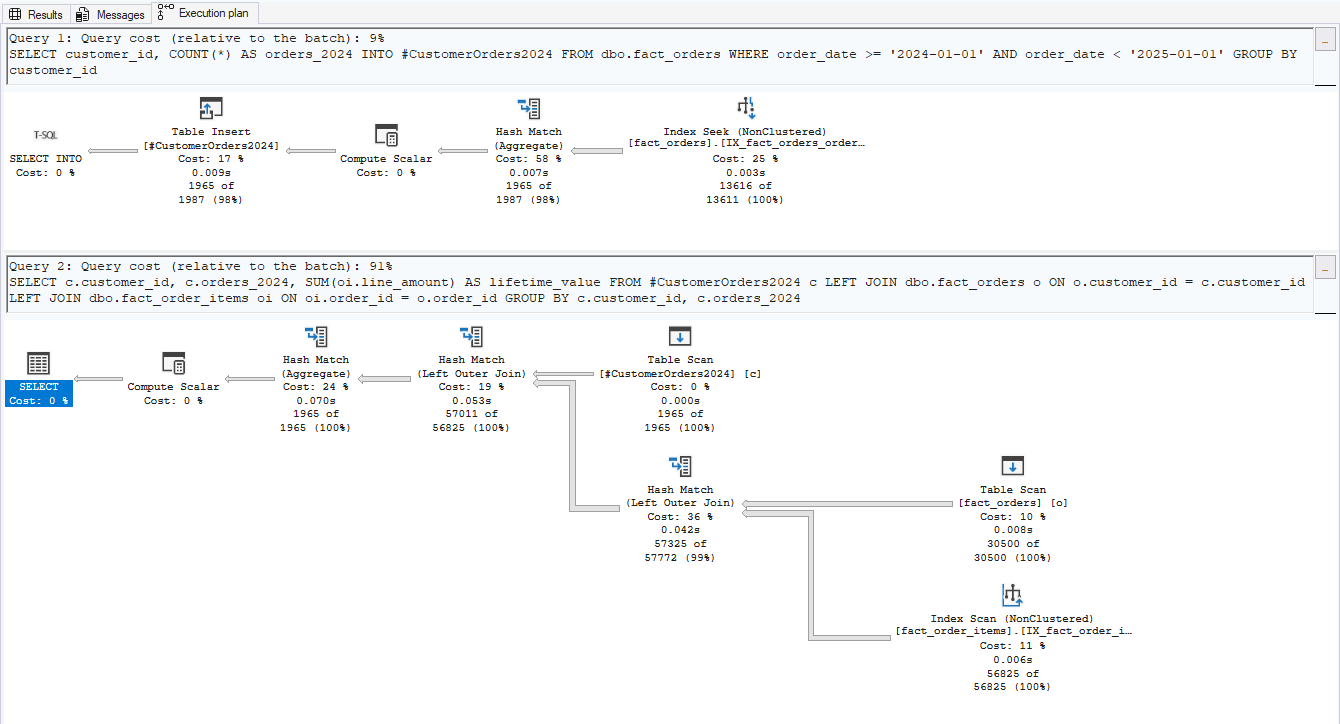 Results Messages Execution plan
Query 1: Query cost (relative to the batch): 9%
SELECT customer_id, COUNT(*) AS orders_2024 INTO #CustomerOrders2024 FROM dbo.fact_orders WHERE order_date >= '2024-01-01' AND order_date < '2025-01-01' GROUP BY
customer_id
T-SQL
SELECT INTO
Cost: 0 %
Table Insert
[#CustomerOrders2024]
Cost: 17 %
0.009s
1965 of
1987 (98%)
Compute Scalar
Cost: 0 %
Hash Match
(Aggregate)
Cost: 58 %
0.007s
1965 of
1987 (98%)
Index Seek (NonClustered)
[fact_orders].[IX_fact_orders_order…
Cost: 25 %
0.003s
13616 of
13611 (100%)
Query 2: Query cost (relative to the batch): 91%
SELECT c.customer_id, c.orders_2024, SUM(oi.line_amount) AS lifetime_value FROM #CustomerOrders2024 c LEFT JOIN dbo.fact_orders o ON o.customer_id = c.customer_id
LEFT JOIN dbo.fact_order_items oi ON oi.order_id = o.order_id GROUP BY c.customer_id, c.orders_2024
SELECT
Cost: 0 %
Compute Scalar
Cost: 0 %
Hash Match
(Aggregate)
Cost: 24 %
0.070s
1965 of
1965 (100%)
Hash Match
(Left Outer Join)
Cost: 19 %
0.053s
57011 of
56825 (100%)
Table Scan
[#CustomerOrders2024] [c]
Cost: 0 %
0.000s
1965 of
1965 (100%)
Hash Match
(Left Outer Join)
Cost: 36 %
0.042s
57325 of
57772 (99%)
Table Scan
[fact_orders] [o]
Cost: 10 %
0.008s
30500 of
30500 (100%)
Index Scan (NonClustered)
[fact_order_items].[IX_fact_order_i…
Cost: 11 %
0.006s
56825 of
56825 (100%)